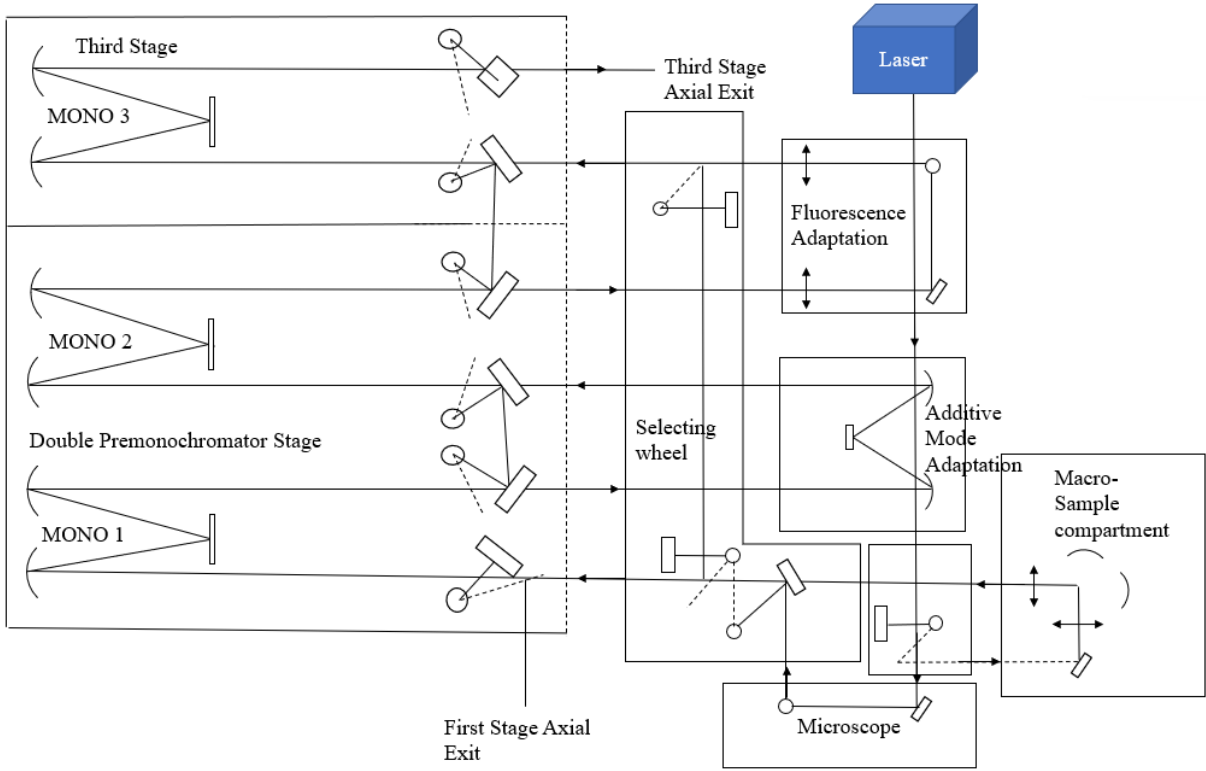 Third Stage
Laser
Third Stage
Axial Exit
MONO 3
Fluorescence
Adaptation
MONO 2
Additive
Mode
Adaptation
Selecting
wheel
Double Premonochromator Stage
Macro-
Sample
compartment
MONO 1
First Stage Axial
Exit
Microscope